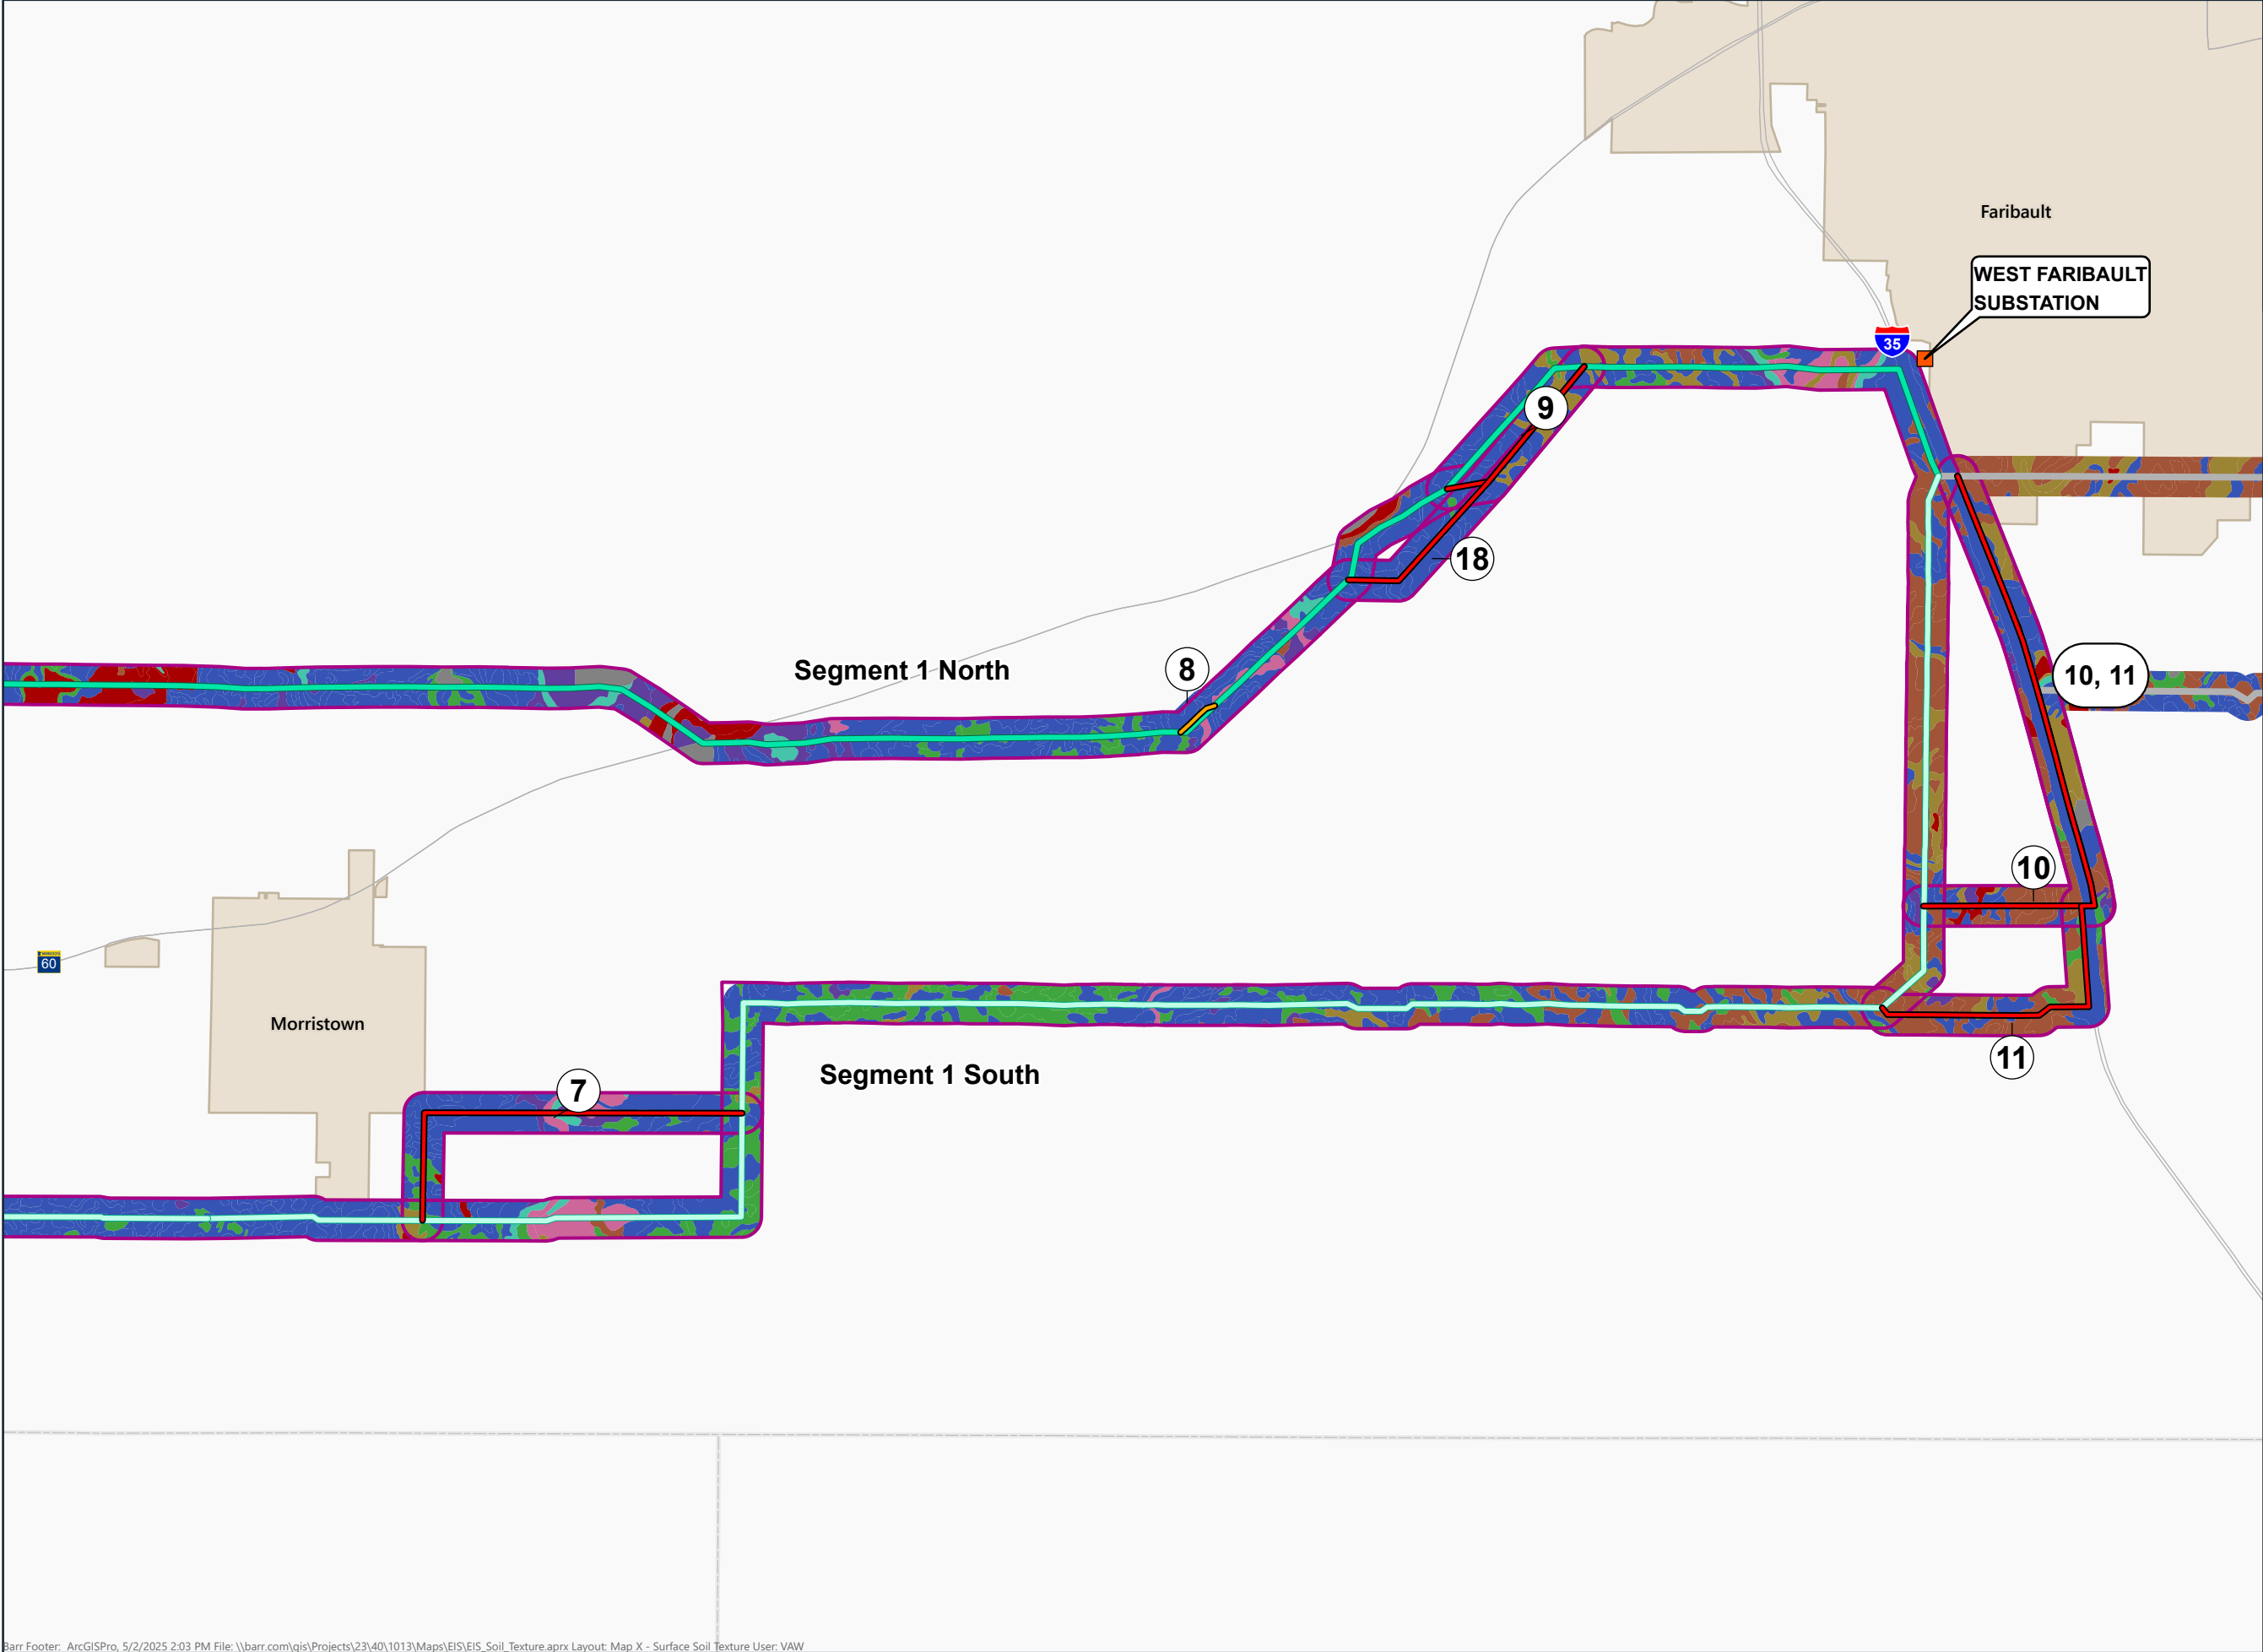 Faribault
WEST FARIBAULT
SUBSTATION
35
9
18
Segment 1 North
8
10, 11
10
60
Morristown
11
Segment 1 South
7
Barr Footer: ArcGISPro, 5/2/2025 2:03 PM File: \\barr.com\gis\Projects\23\40\1013\Maps\EIS\EIS_Soil_Texture.aprx Layout: Map X - Surface Soil Texture User: VAW